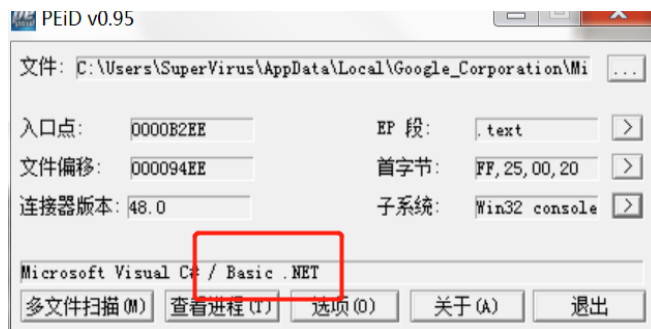 PEiD v0.95
文件: C:\Users\SuperVirus\AppData\Local\Google_Corporation\Mi ...
入口点: 0000B2EE EP 段: .text >
文件偏移: 000094EE 首字节: FF,25,00,20 >
连接器版本: 48.0 子系统: Win32 console >
Microsoft Visual C# / Basic .NET
多文件扫描(M) 查看进程(T) 选项(O) 关于(A) 退出